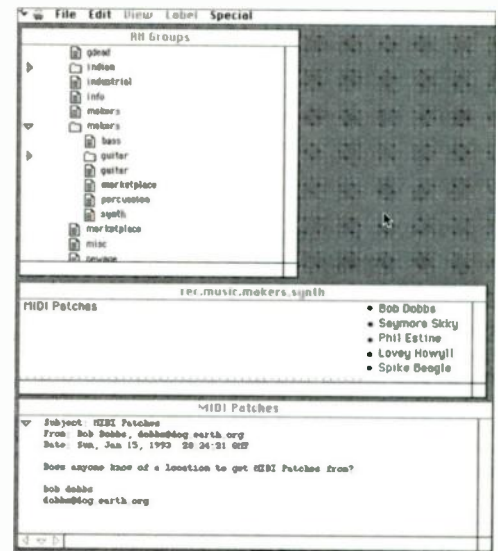 File Edit View Label Special
All Groups
gdead
indian
industrial
info
makers
makers
bass
guitar
guitar
marketplace
percussion
synth
marketplace
misc
newage
rec.music.makers.synth
MIDI Patches
Bob Dobbs
Saymore Skky
Phil Estine
Lovey Howyll
Spike Beagle
MIDI Patches
Subject: MIDI Patches
From: Bob Dobbs, dobbs@dog.earth.org
Date: Sun, Jan 15, 1993 20:24:21 GMT
Does anyone know of a location to get MIDI Patches from?
bob dobbs
dobbs@dog.earth.org